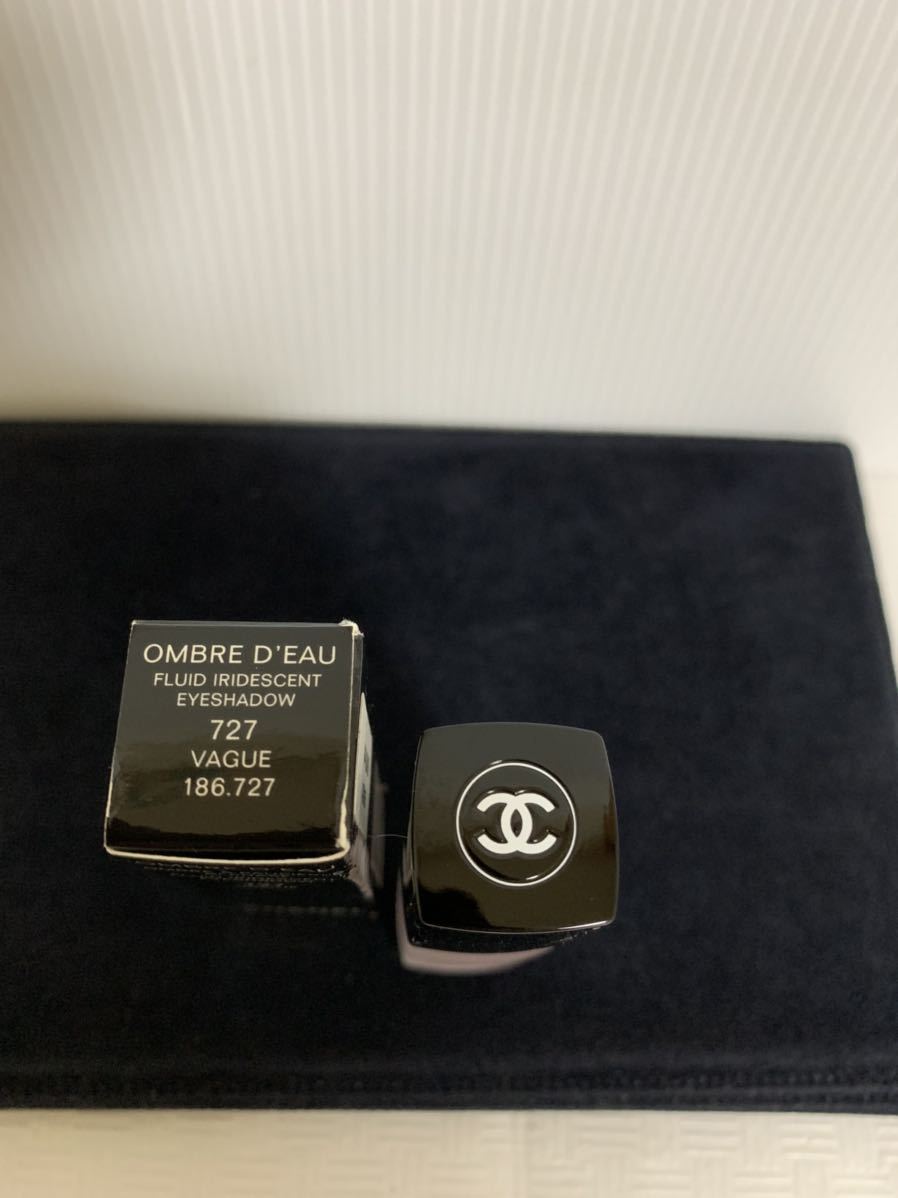 OMBRE D'EAU
FLUID IRIDESCENT
EYESHADOW
727
VAGUE
186.727